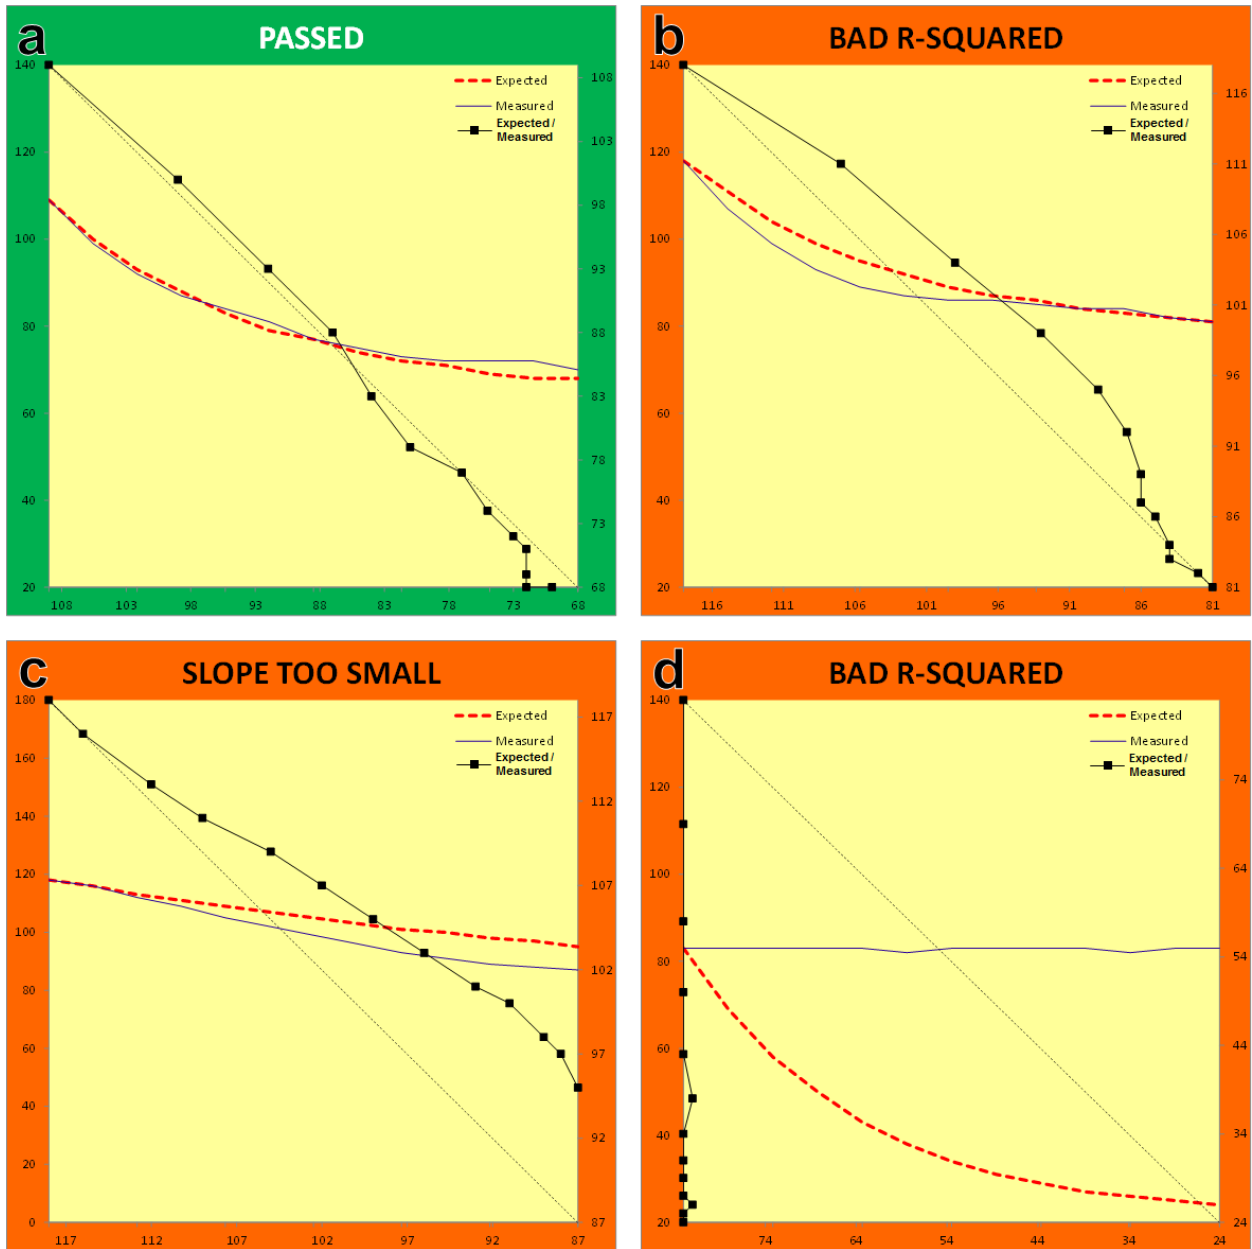 a
PASSED
140
120
100
80
60
40
20
Expected
Measured
Expected /
Measured
108
103
98
93
88
83
78
73
68
108 103 98 93 88 83 78 73 68
b
BAD R-SQUARED
140
120
100
80
60
40
20
Expected
Measured
Expected /
Measured
116
111
106
101
96
91
86
81
116 111 106 101 96 91 86 81
c
SLOPE TOO SMALL
180
160
140
120
100
80
60
40
20
0
Expected
Measured
Expected /
Measured
117
112
107
102
97
92
87
117 112 107 102 97 92 87
d
BAD R-SQUARED
140
120
100
80
60
40
20
Expected
Measured
Expected /
Measured
74
64
54
44
34
24
74 64 54 44 34 24